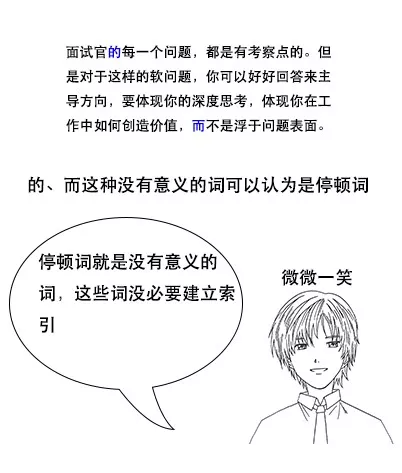 面试官的每一个问题，都是有考察点的。但
是对于这样的软问题，你可以好好回答来主
导方向，要体现你的深度思考，体现你在工
作中如何创造价值，而不是浮于问题表面。
的、而这种没有意义的词可以认为是停顿词
停顿词就是没有意义的
词，这些词没必要建立索
引
微微一笑